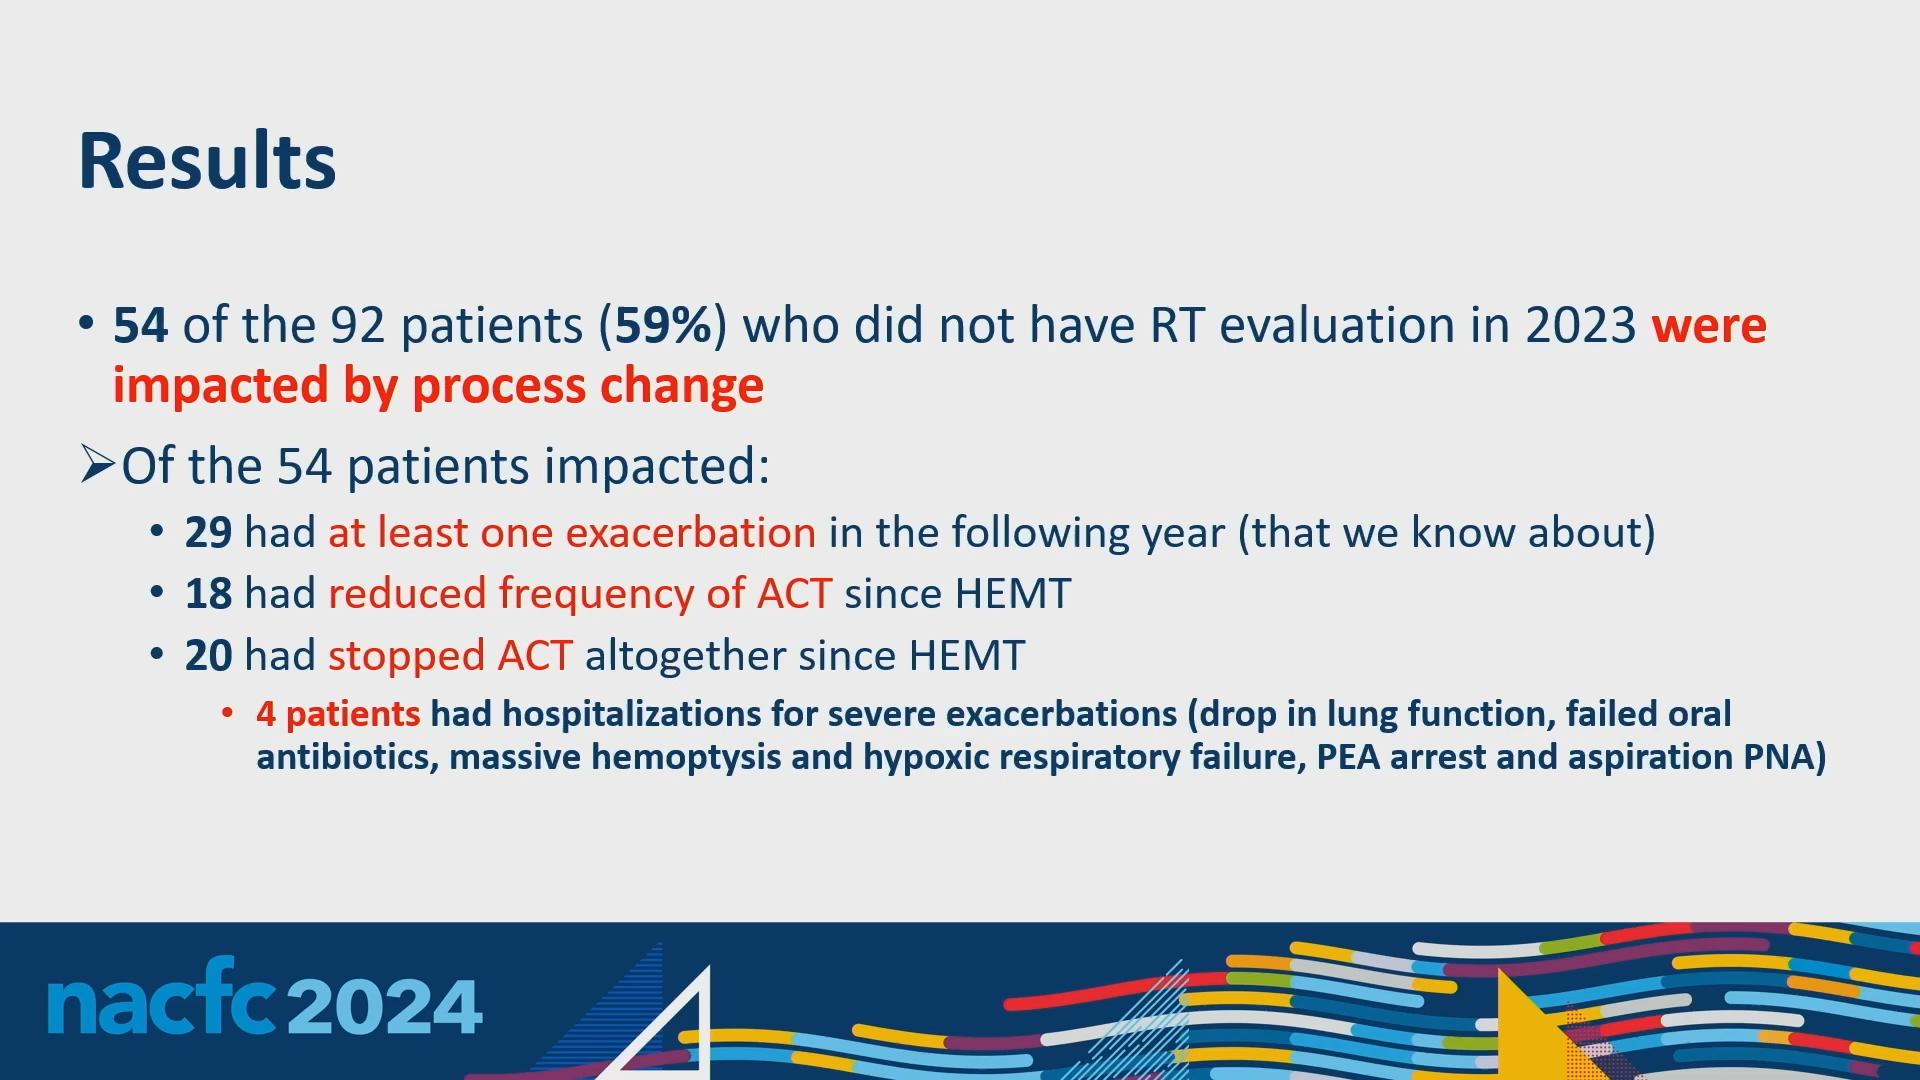 Results
• 54 of the 92 patients (59%) who did not have RT evaluation in 2023 were
impacted by process change
➢Of the 54 patients impacted:
• 29 had at least one exacerbation in the following year (that we know about)
• 18 had reduced frequency of ACT since HEMT
• 20 had stopped ACT altogether since HEMT
• 4 patients had hospitalizations for severe exacerbations (drop in lung function, failed oral
antibiotics, massive hemoptysis and hypoxic respiratory failure, PEA arrest and aspiration PNA)
nacfc 2024